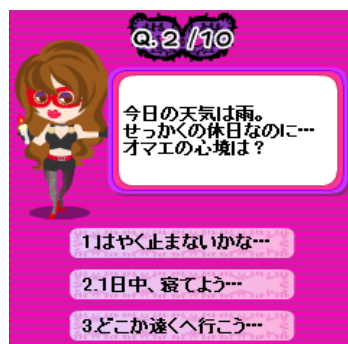 Q.2/10
今日の天気は雨。
せっかくの休日なのに…
オマエの心境は？
1.はやく止まないかな…
2.1日中、寝てよう…
3.どこか遠くへ行こう…